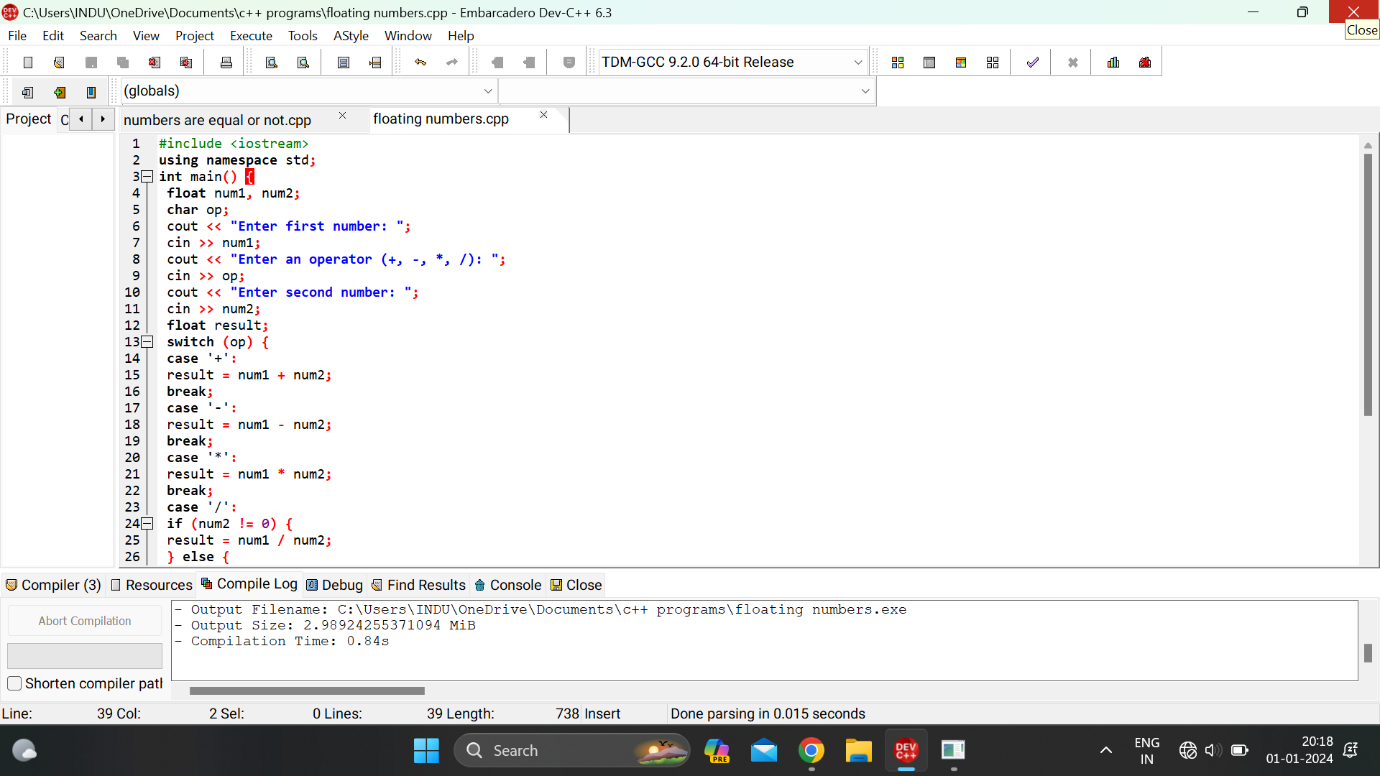 C:\Users\INDU\OneDrive\Documents\c++ programs\floating numbers.cpp - Embarcadero Dev-C++ 6.3
Close
File Edit Search View Project Execute Tools AStyle Window Help
TDM-GCC 9.2.0 64-bit Release
(globals)
Project C numbers are equal or not.cpp floating numbers.cpp
1 #include <iostream>
2 using namespace std;
3 int main() {
4 float num1, num2;
5 char op;
6 cout << "Enter first number: ";
7 cin >> num1;
8 cout << "Enter an operator (+, -, *, /): ";
9 cin >> op;
10 cout << "Enter second number: ";
11 cin >> num2;
12 float result;
13 switch (op) {
14 case '+':
15 result = num1 + num2;
16 break;
17 case '-':
18 result = num1 - num2;
19 break;
20 case '*':
21 result = num1 * num2;
22 break;
23 case '/':
24 if (num2 != 0) {
25 result = num1 / num2;
26 } else {
Compiler (3) Resources Compile Log Debug Find Results Console Close
Abort Compilation
Shorten compiler path
- Output Filename: C:\Users\INDU\OneDrive\Documents\c++ programs\floating numbers.exe
- Output Size: 2.98924255371094 MiB
- Compilation Time: 0.84s
Line: 39 Col: 2 Sel: 0 Lines: 39 Length: 738 Insert Done parsing in 0.015 seconds
Search
PRE
DEV C++
ENG
IN
20:18
01-01-2024